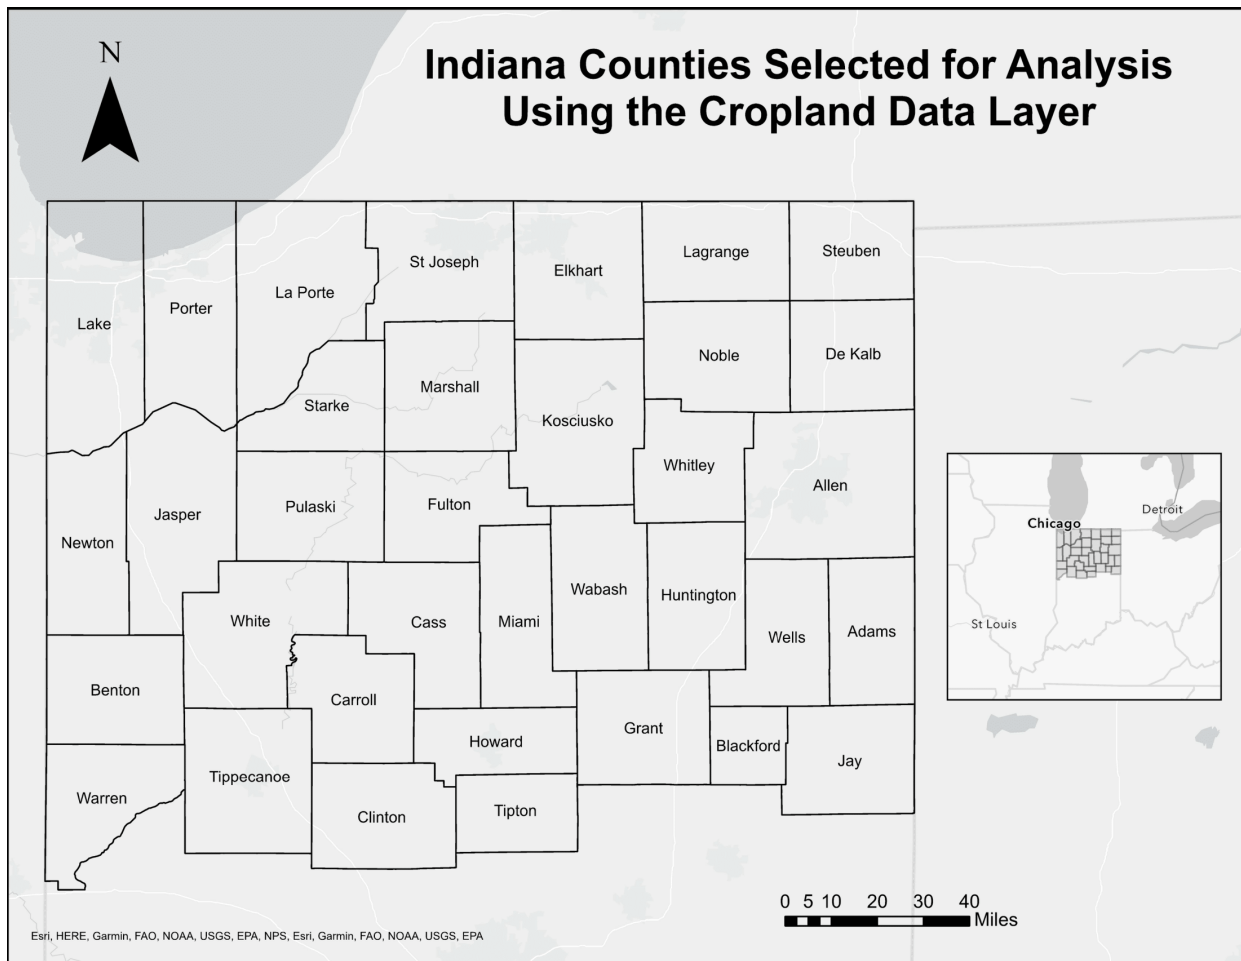 N
Indiana Counties Selected for Analysis
Using the Cropland Data Layer
Lake
Porter
La Porte
St Joseph
Elkhart
Lagrange
Steuben
Noble
De Kalb
Starke
Marshall
Kosciusko
Whitley
Allen
Newton
Jasper
Pulaski
Fulton
White
Cass
Miami
Wabash
Huntington
Wells
Adams
Benton
Carroll
Howard
Grant
Blackford
Jay
Warren
Tippecanoe
Clinton
Tipton
Chicago
Detroit
St Louis
0 5 10 20 30 40
Miles
Esri, HERE, Garmin, FAO, NOAA, USGS, EPA, NPS, Esri, Garmin, FAO, NOAA, USGS, EPA